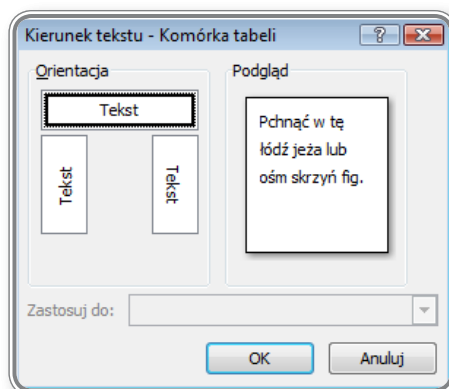 Kierunek tekstu - Komórka tabeli
Orientacja
Tekst
Tekst
Tekst
Podgląd
Pchnąć w tę
łódź jeża lub
ośm skrzyń fig.
Zastosuj do:
OK
Anuluj